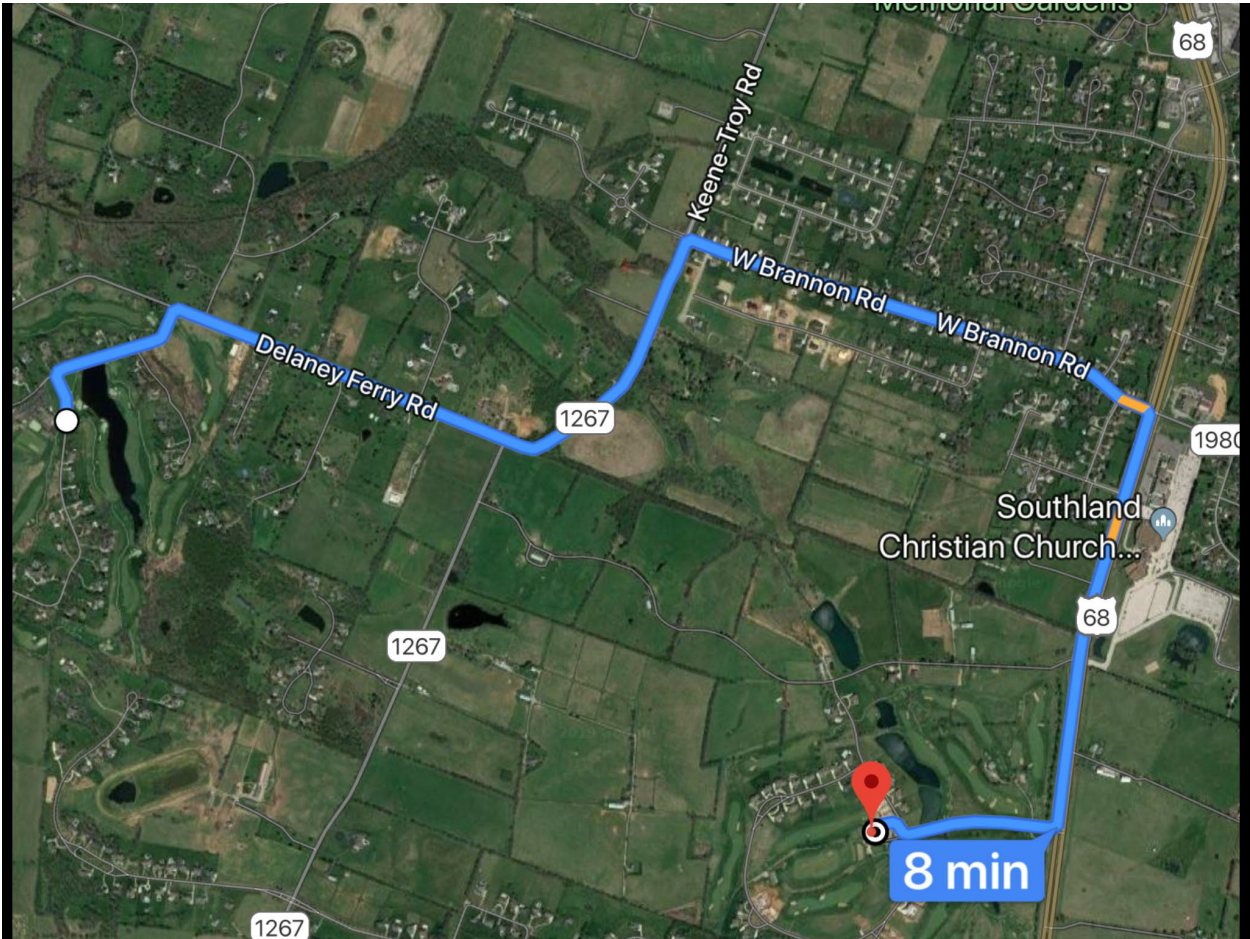 Memorial Gardens
68
Keene-Troy Rd
W Brannon Rd
W Brannon Rd
Delaney Ferry Rd
1267
1980
Southland
Christian Church...
68
1267
8 min
1267